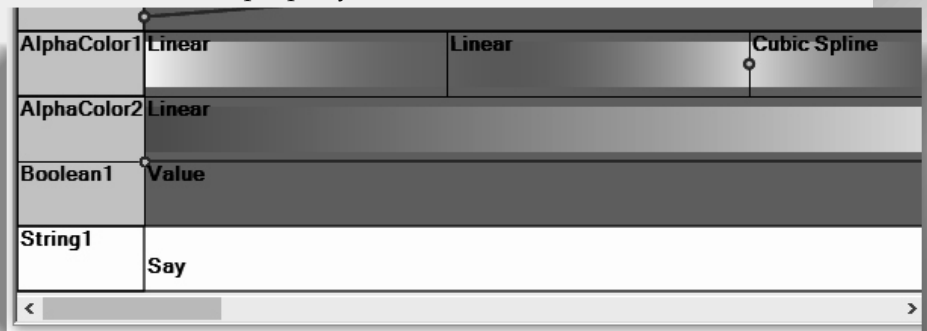 AlphaColor1 Linear Linear Cubic Spline
AlphaColor2 Linear
Boolean1 Value
String1
Say